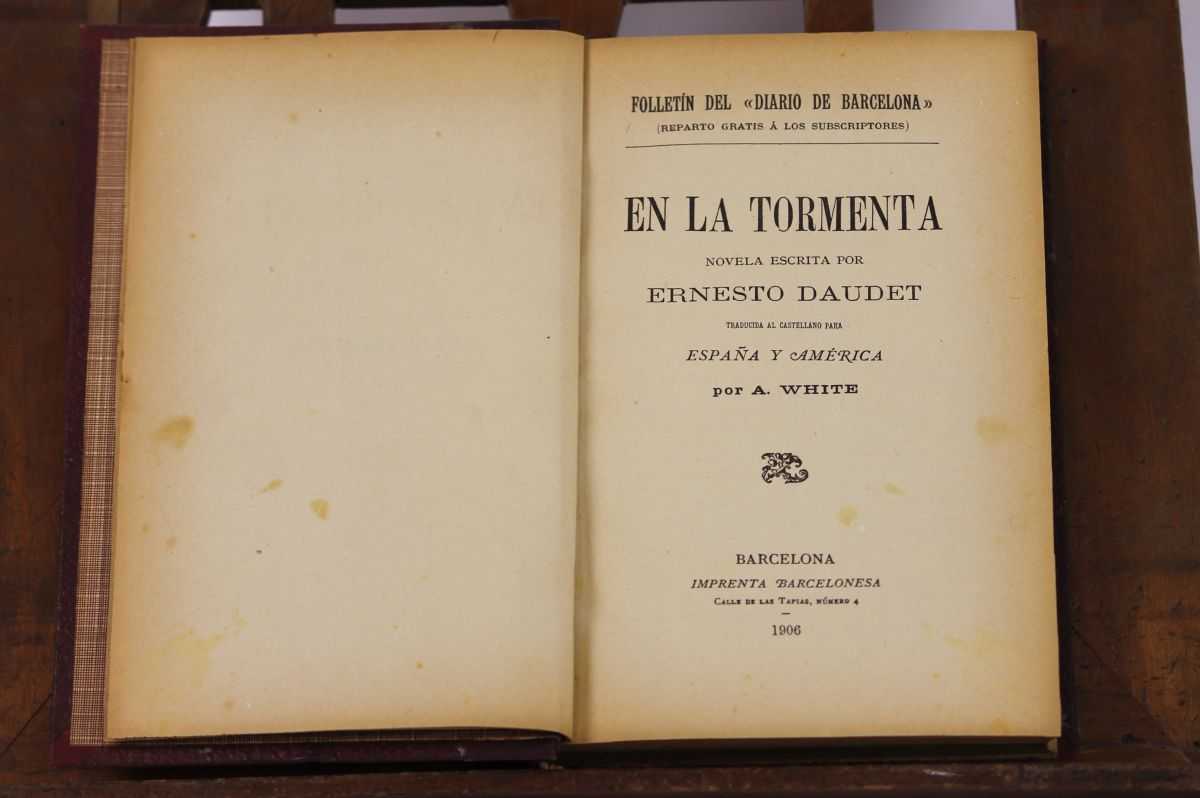 FOLLETÍN DEL «DIARIO DE BARCELONA»
(REPARTO GRATIS Á LOS SUBSCRIPTORES)
EN LA TORMENTA
NOVELA ESCRITA POR
ERNESTO DAUDET
TRADUCIDA AL CASTELLANO PARA
ESPAÑA Y AMÉRICA
por A. WHITE
BARCELONA
IMPRENTA BARCELONESA
CALLE DE LAS TAPIAS, NÚMERO 4
1906